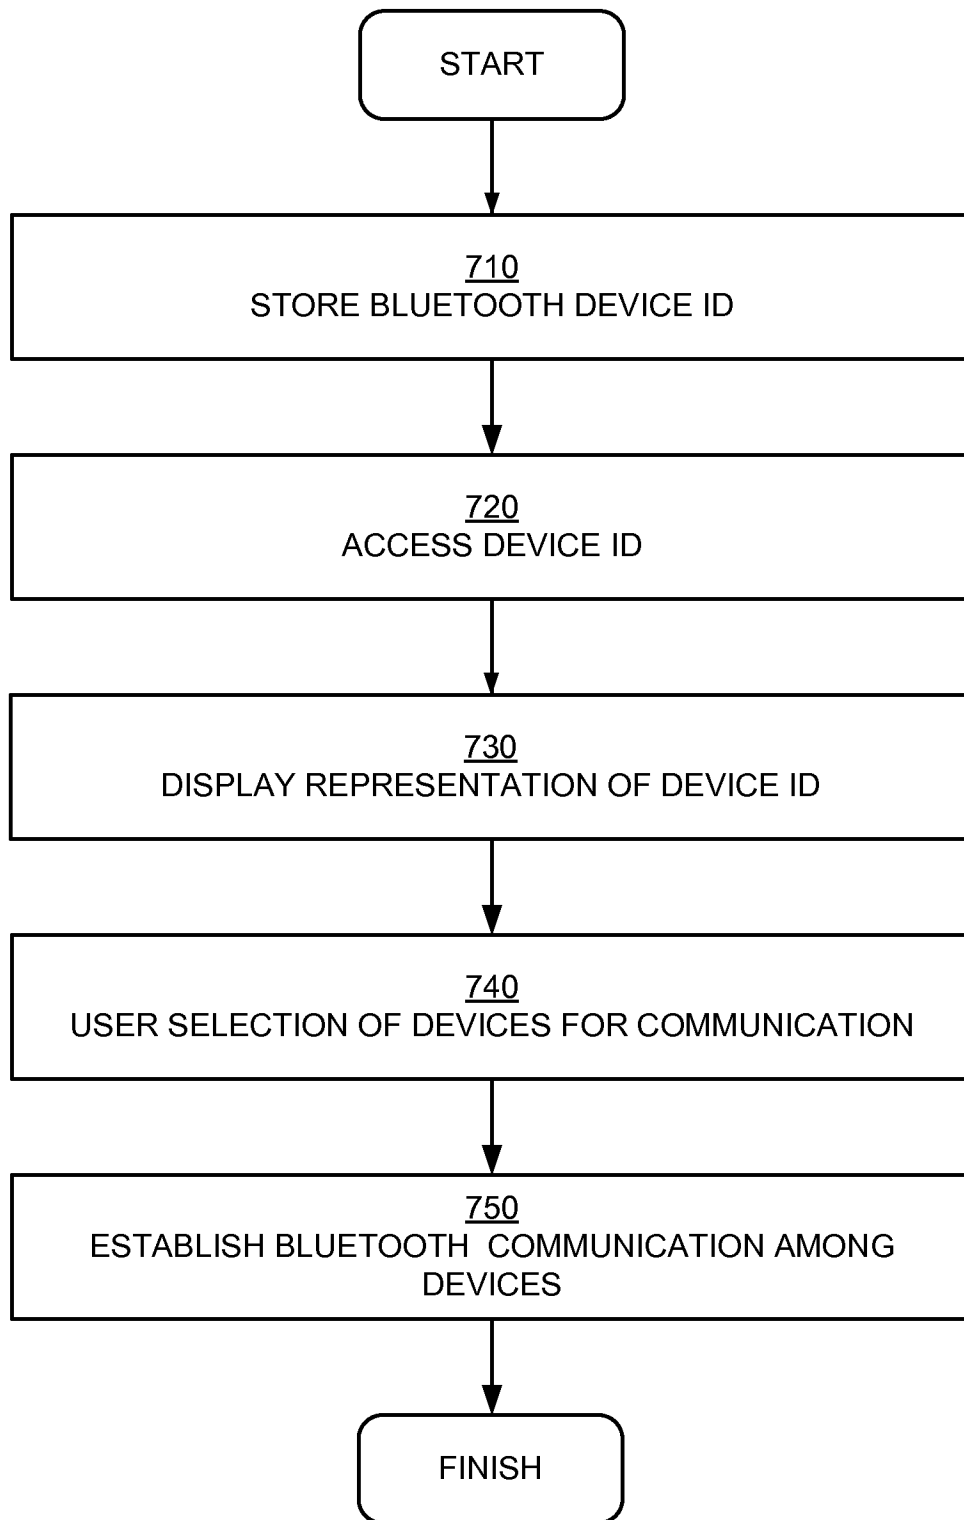 START
710
STORE BLUETOOTH DEVICE ID
720
ACCESS DEVICE ID
730
DISPLAY REPRESENTATION OF DEVICE ID
740
USER SELECTION OF DEVICES FOR COMMUNICATION
750
ESTABLISH BLUETOOTH COMMUNICATION AMONG
DEVICES
FINISH